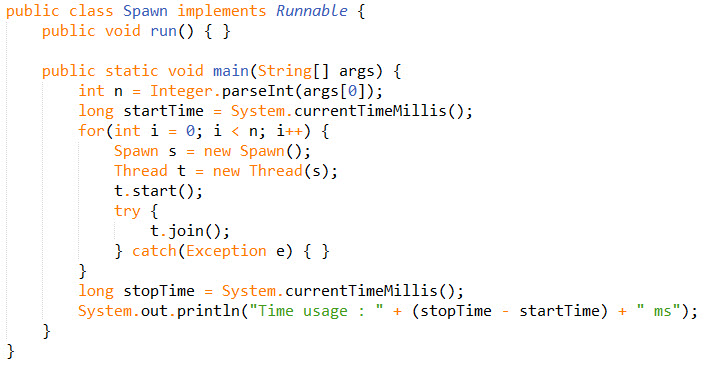 public class Spawn implements Runnable {
    public void run() { }

    public static void main(String[] args) {
        int n = Integer.parseInt(args[0]);
        long startTime = System.currentTimeMillis();
        for(int i = 0; i < n; i++) {
            Spawn s = new Spawn();
            Thread t = new Thread(s);
            t.start();
            try {
                t.join();
            } catch(Exception e) { }
        }
        long stopTime = System.currentTimeMillis();
        System.out.println("Time usage : " + (stopTime - startTime) + " ms");
    }
}